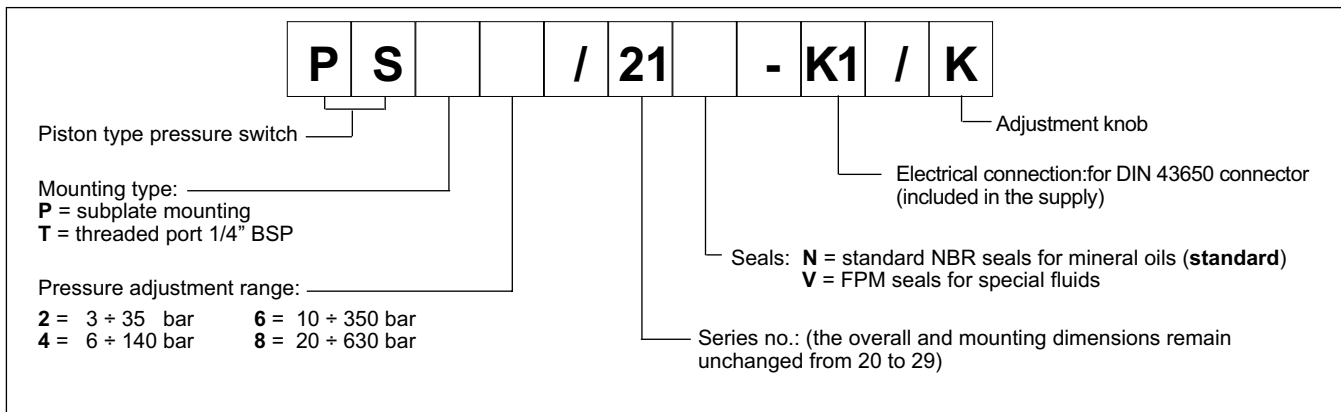 P S / 21 - K1 / K
Piston type pressure switch
Mounting type:
P = subplate mounting
T = threaded port 1/4” BSP
Pressure adjustment range:
2 = 3 ÷ 35 bar 6 = 10 ÷ 350 bar
4 = 6 ÷ 140 bar 8 = 20 ÷ 630 bar
Adjustment knob
Electrical connection:for DIN 43650 connector
(included in the supply)
Seals: N = standard NBR seals for mineral oils (standard)
V = FPM seals for special fluids
Series no.: (the overall and mounting dimensions remain
unchanged from 20 to 29)